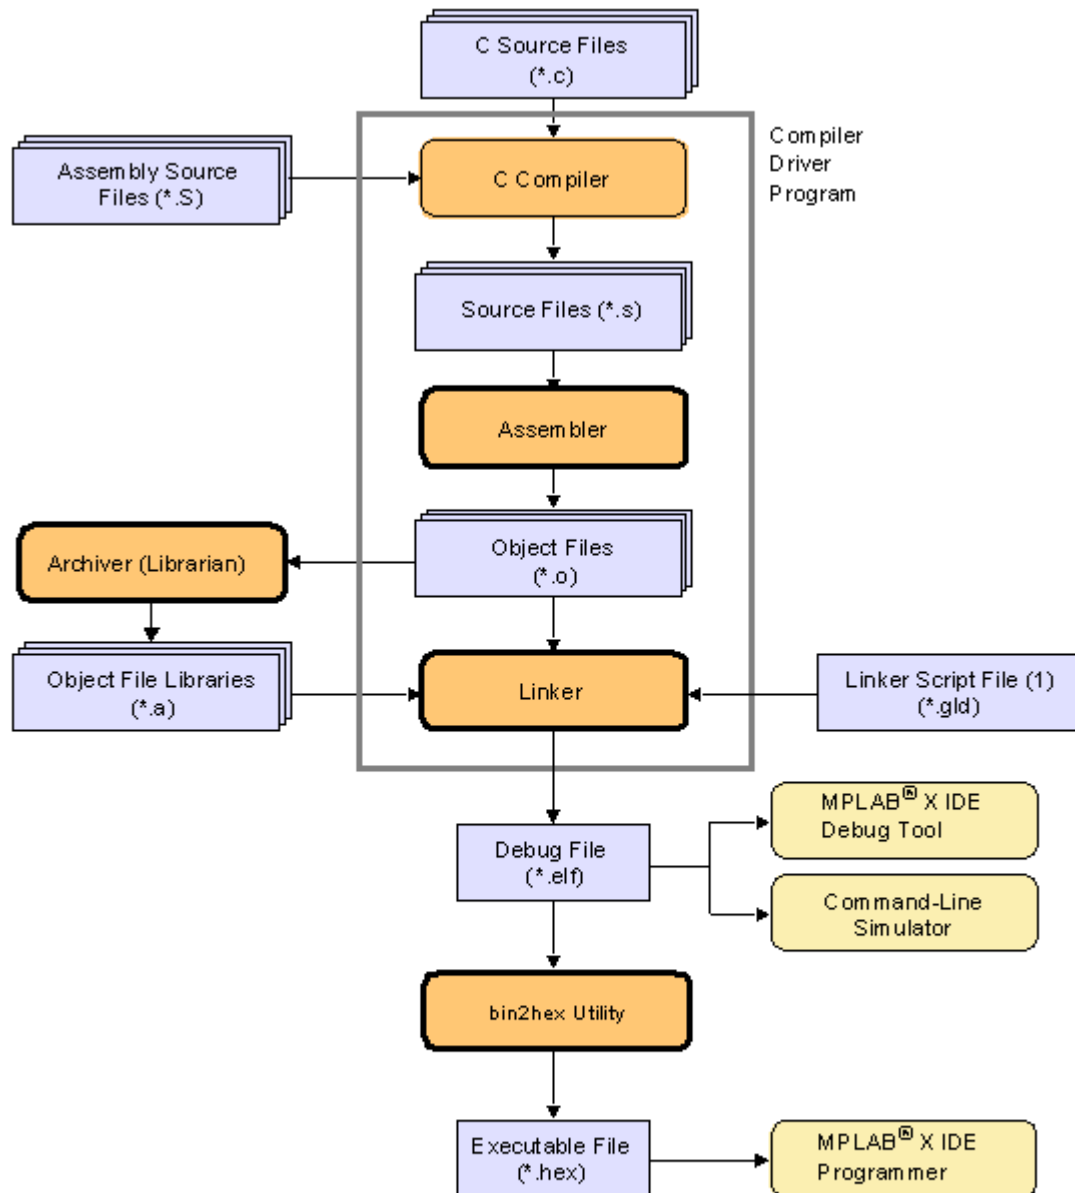 C Source Files
(*.c)
Compiler
Driver
Program
Assembly Source
Files (*.S)
C Compiler
Source Files (*.s)
Assembler
Object Files
(*.o)
Archiver (Librarian)
Object File Libraries
(*.a)
Linker
Linker Script File (1)
(*.gld)
MPLAB® X IDE
Debug Tool
Debug File
(*.elf)
Command-Line
Simulator
bin2hex Utility
Executable File
(*.hex)
MPLAB® X IDE
Programmer